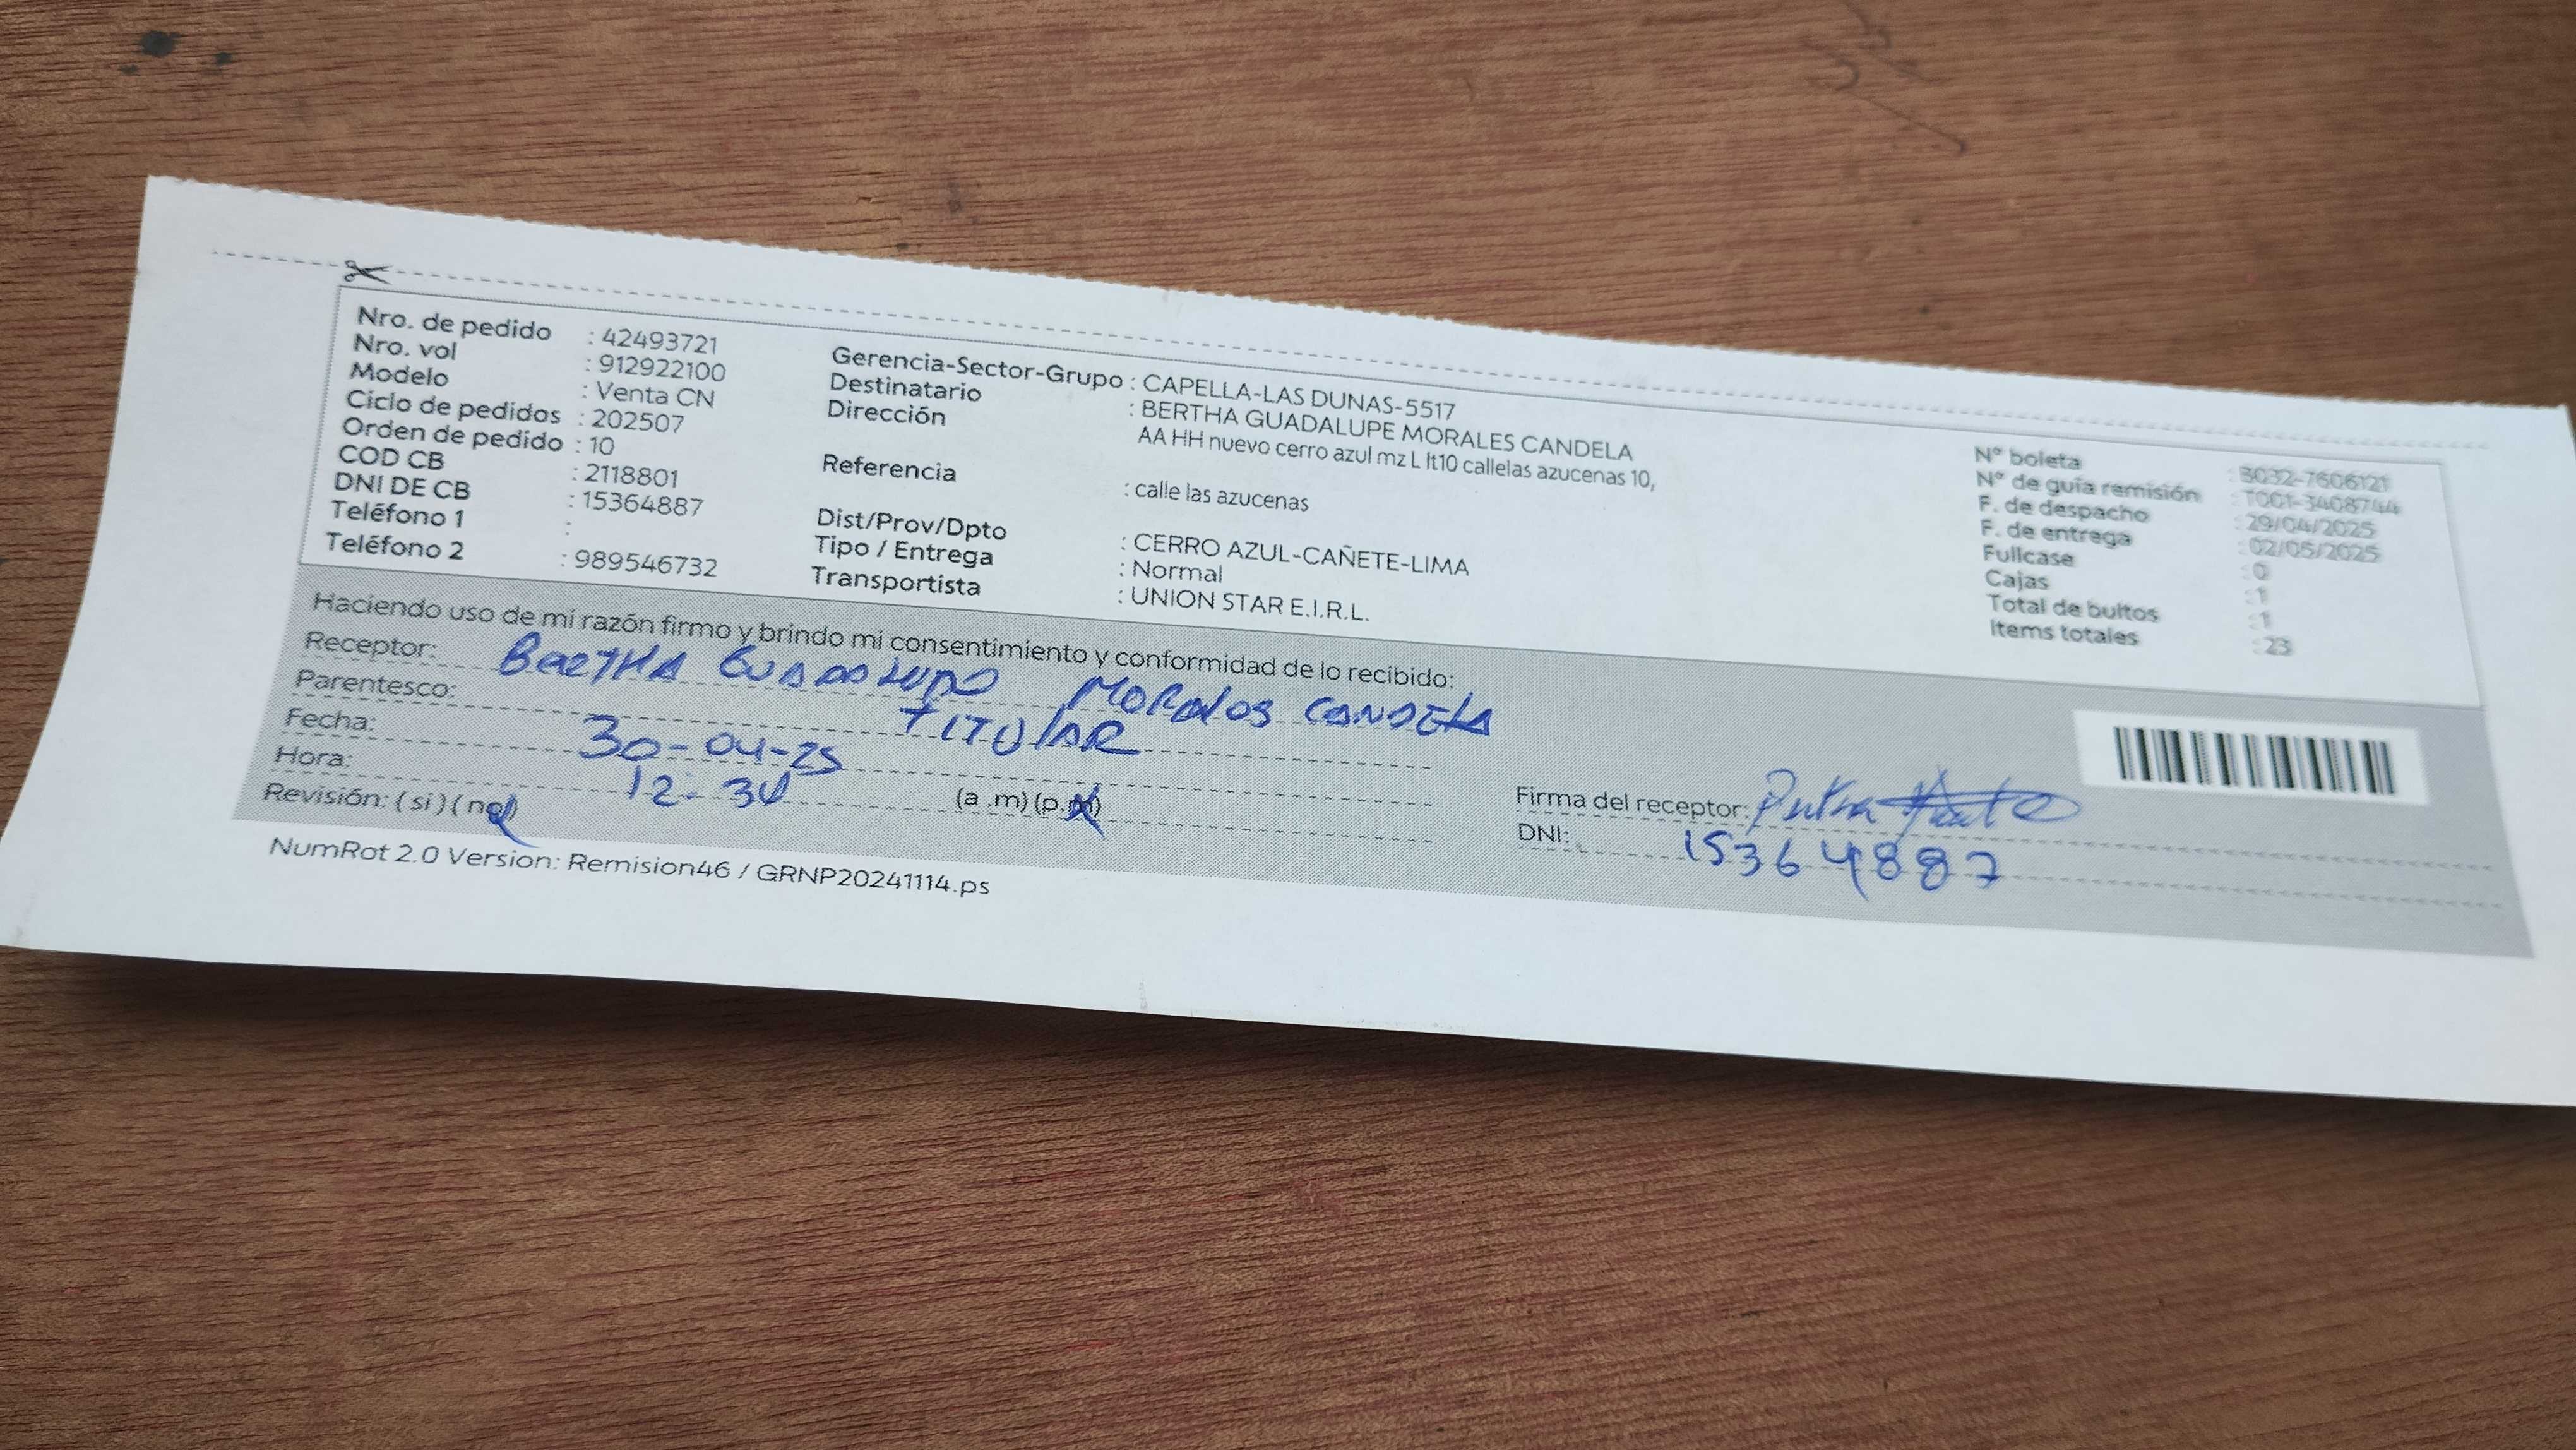 Nro. de pedido : 42493721
Nro. vol : 912922100
Modelo : Venta CN
Ciclo de pedidos : 202507
Orden de pedido : 10
COD CB : 2118801
DNI DE CB : 15364887
Teléfono 1 :
Teléfono 2 : 989546732
Gerencia-Sector-Grupo : CAPELLA-LAS DUNAS-5517
Destinatario : BERTHA GUADALUPE MORALES CANDELA
Dirección AA HH nuevo cerro azul mz L lt10 callelas azucenas 10,
Referencia : calle las azucenas
Dist/Prov/Dpto : CERRO AZUL-CAÑETE-LIMA
Tipo / Entrega : Normal
Transportista : UNION STAR E.I.R.L.
N° boleta : B032-7606121
N° de guía remisión : T001-3408744
F. de despacho : 29/04/2025
F. de entrega : 02/05/2025
Fullcase : 0
Cajas : 1
Total de bultos : 1
Items totales : 23
Haciendo uso de mi razón firmo y brindo mi consentimiento y conformidad de lo recibido:
Receptor: BERTHA GUADALUPE MORALES CANDELA
Parentesco: TITULAR
Fecha: 30-04-25
Hora: 12:34 (a .m) (p.m)
Revisión: ( si ) ( no )
Firma del receptor:
DNI: 15364887
NumRot 2.0 Version: Remision46 / GRNP20241114.ps